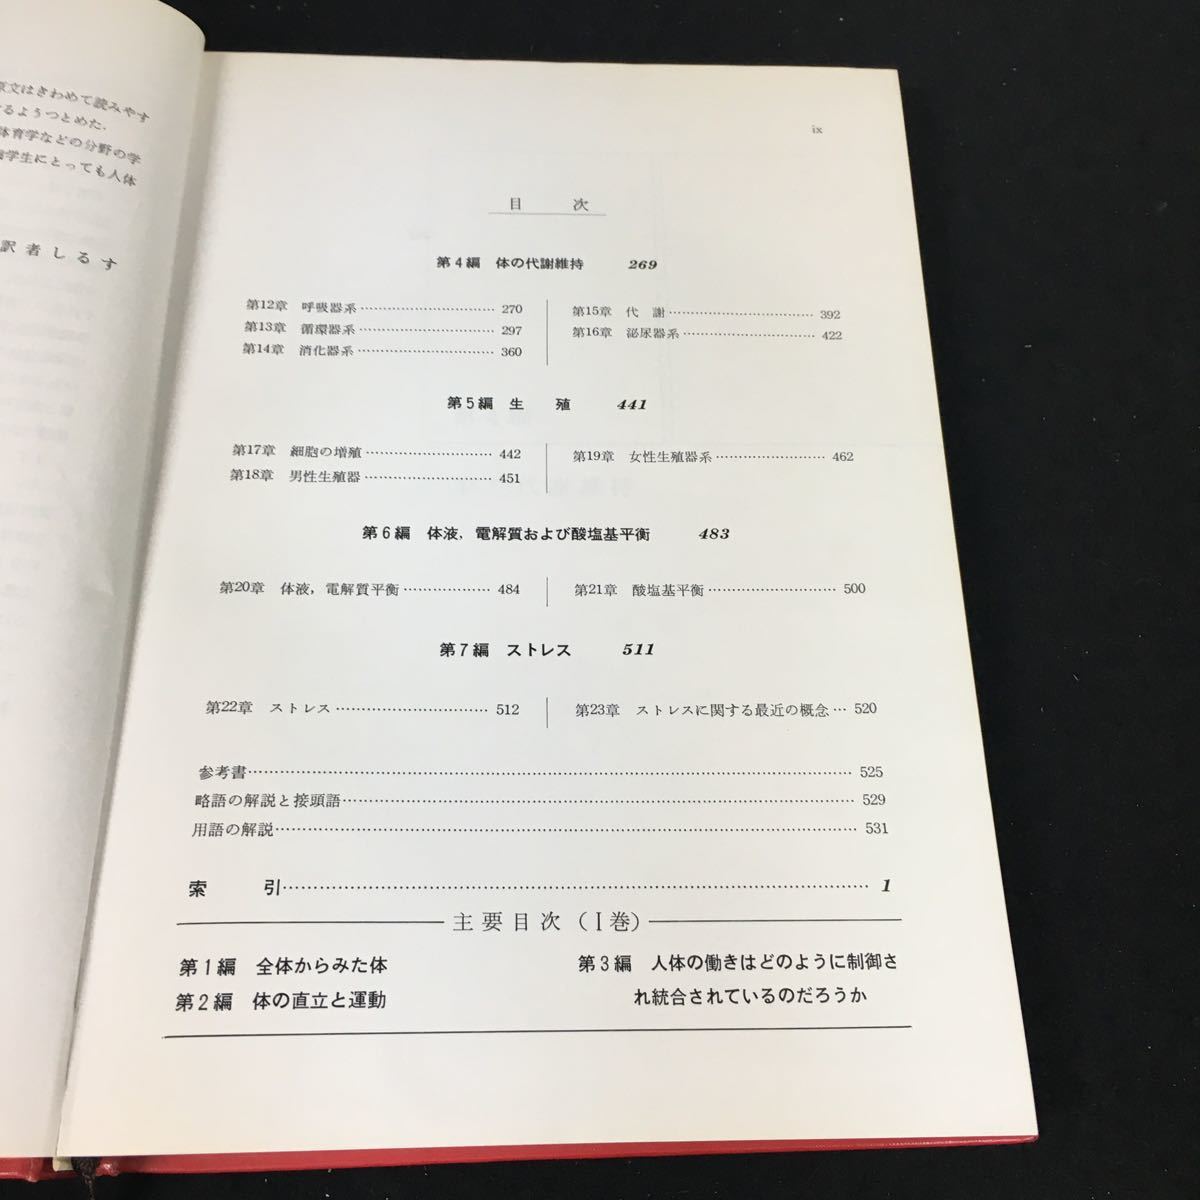 原文はきわめて読みやす
るようつとめた.
体育学などの分野の学
学生にとっても人体
訳者しるす
ix
目 次
第4編 体の代謝維持 269
第12章 呼吸器系 270
第13章 循環器系 297
第14章 消化器系 360
第15章 代謝 392
第16章 泌尿器系 422
第5編 生 殖 441
第17章 細胞の増殖 442
第18章 男性生殖器 451
第19章 女性生殖器系 462
第6編 体液,電解質および酸塩基平衡 483
第20章 体液,電解質平衡 484
第21章 酸塩基平衡 500
第7編 ストレス 511
第22章 ストレス 512
第23章 ストレスに関する最近の概念 520
参考書 525
略語の解説と接頭語 529
用語の解説 531
索 引 1
主要目次(I巻)
第1編 全体からみた体
第2編 体の直立と運動
第3編 人体の働きはどのように制御さ
れ統合されているのだろうか